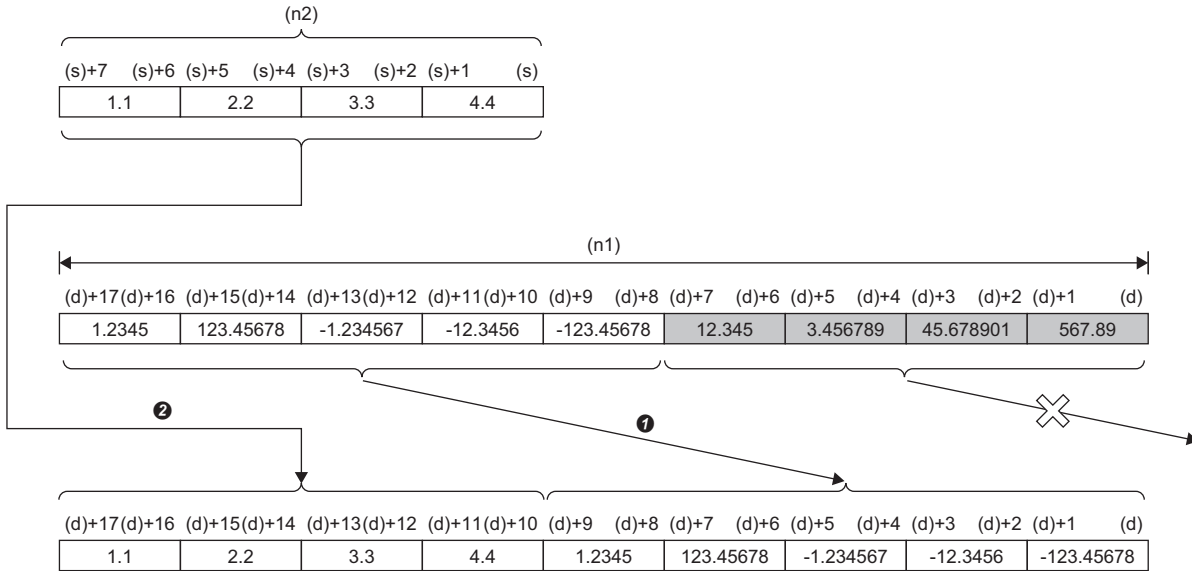 (n2)
(s)+7 (s)+6 (s)+5 (s)+4 (s)+3 (s)+2 (s)+1 (s)
1.1 2.2 3.3 4.4
(n1)
(d)+17(d)+16 (d)+15(d)+14 (d)+13(d)+12 (d)+11(d)+10 (d)+9 (d)+8 (d)+7 (d)+6 (d)+5 (d)+4 (d)+3 (d)+2 (d)+1 (d)
1.2345 123.45678 -1.234567 -12.3456 -123.45678 12.345 3.456789 45.678901 567.89
❷ ❶
(d)+17(d)+16 (d)+15(d)+14 (d)+13(d)+12 (d)+11(d)+10 (d)+9 (d)+8 (d)+7 (d)+6 (d)+5 (d)+4 (d)+3 (d)+2 (d)+1 (d)
1.1 2.2 3.3 4.4 1.2345 123.45678 -1.234567 -12.3456 -123.45678